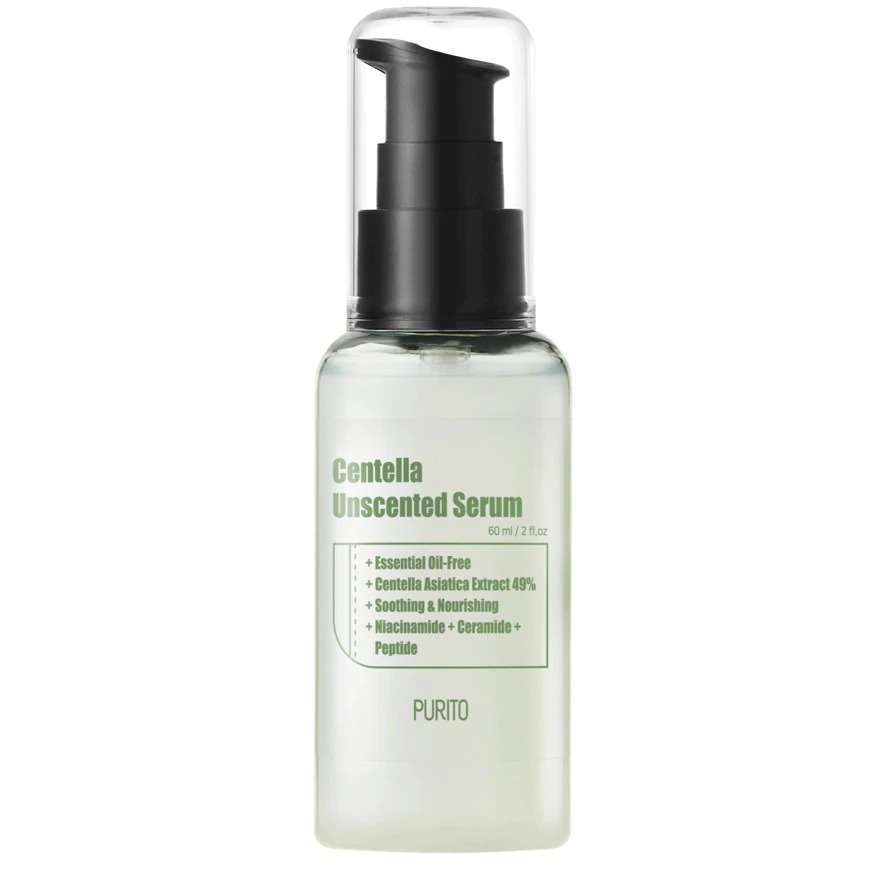 Centella
Unscented Serum
60 ml / 2 fl.oz
+ Essential Oil-Free
+ Centella Asiatica Extract 49%
+ Soothing & Nourishing
+ Niacinamide + Ceramide +
Peptide
PURITO